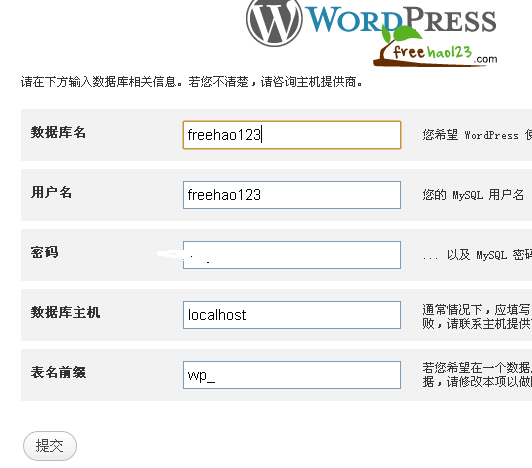 WORDPRESS
freehao123
.com
请在下方输入数据库相关信息。若您不清楚，请咨询主机提供商。
数据库名
freehao123
您希望 WordPress 使
用户名
freehao123
您的 MySQL 用户名
密码
... 以及 MySQL 密码
数据库主机
localhost
通常情况下，应填写
败，请联系主机提供
表名前缀
wp_
若您希望在一个数据
据，请修改本项以做
提交